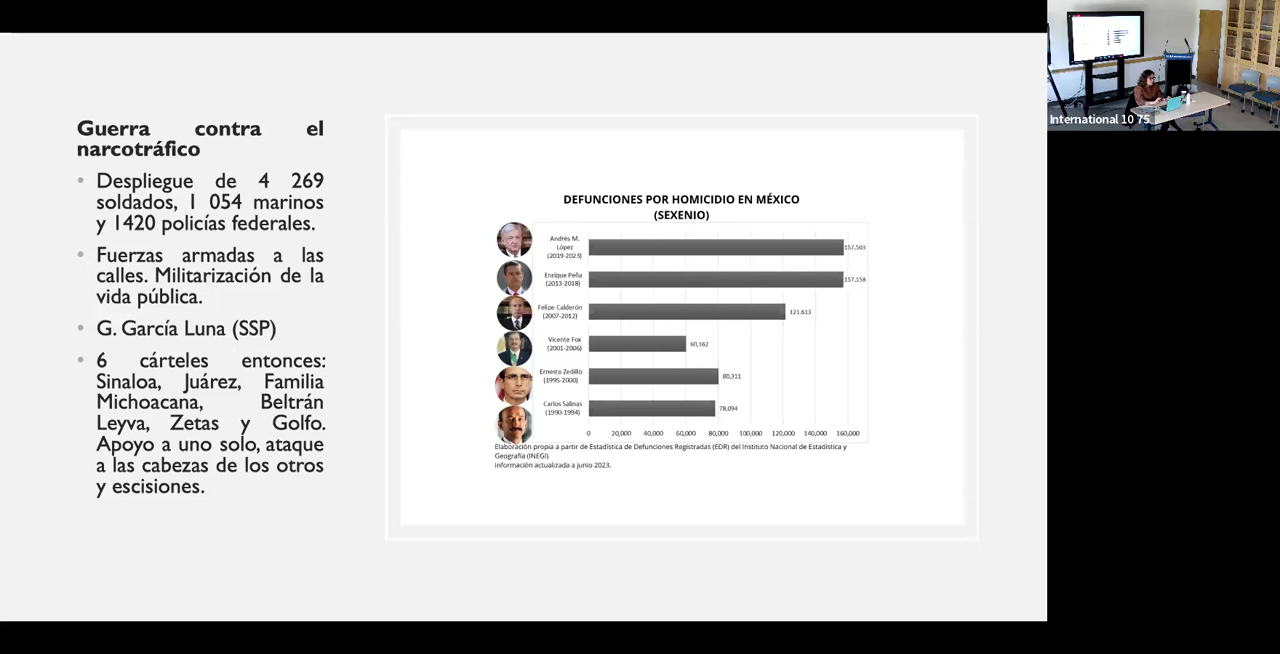 Guerra contra el
narcotráfico
• Despliegue de 4 269
soldados, 1 054 marinos
y 1420 policías federales.
• Fuerzas armadas a las
calles. Militarización de la
vida pública.
• G. García Luna (SSP)
• 6 cárteles entonces:
Sinaloa, Juárez, Familia
Michoacana, Beltrán
Leyva, Zetas y Golfo.
Apoyo a uno solo, ataque
a las cabezas de los otros
y escisiones.
DEFUNCIONES POR HOMICIDIO EN MÉXICO
(SEXENIO)
Andrés M.
López
(2019-2023)
157,503
Enrique Peña
(2013-2018)
157,158
Felipe Calderón
(2007-2012)
121,613
Vicente Fox
(2001-2006)
60,162
Ernesto Zedillo
(1995-2000)
80,311
Carlos Salinas
(1990-1994)
78,094
0 20,000 40,000 60,000 80,000 100,000 120,000 140,000 160,000
Elaboración propia a partir de Estadística de Defunciones Registradas (EDR) del Instituto Nacional de Estadística y
Geografía (INEGI).
Información actualizada a junio 2023.
International 10 75